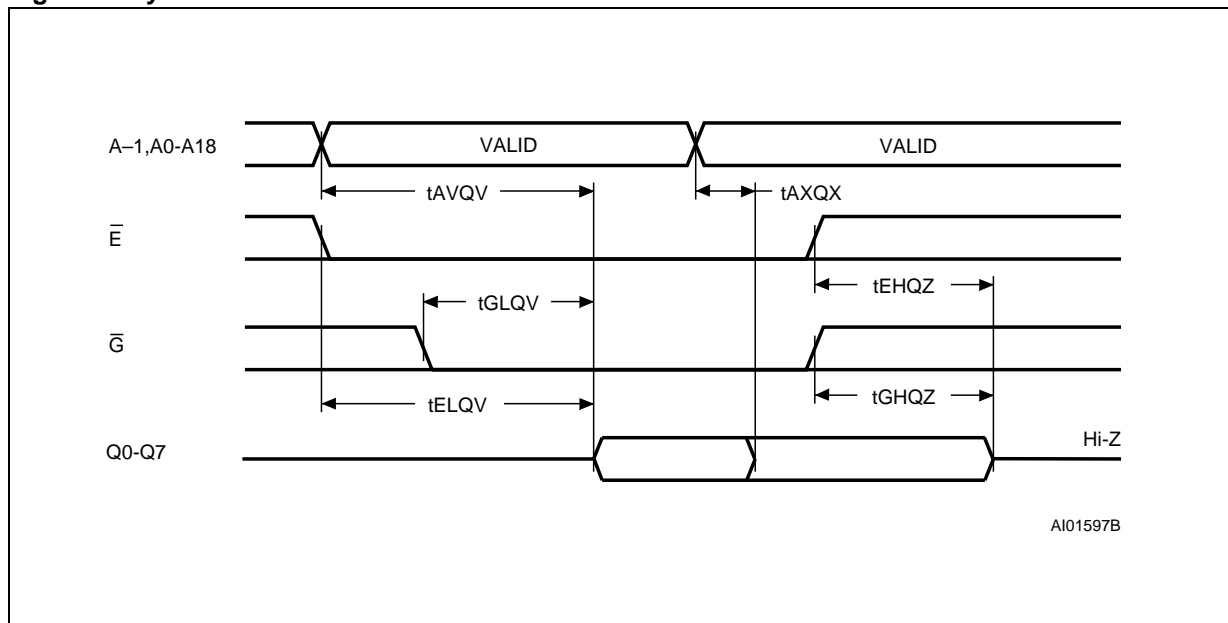 A–1,A0-A18
VALID
VALID
tAVQV
tAXQX
E̅
tEHQZ
tGLQV
G̅
tELQV
tGHQZ
Q0-Q7
Hi-Z
AI01597B